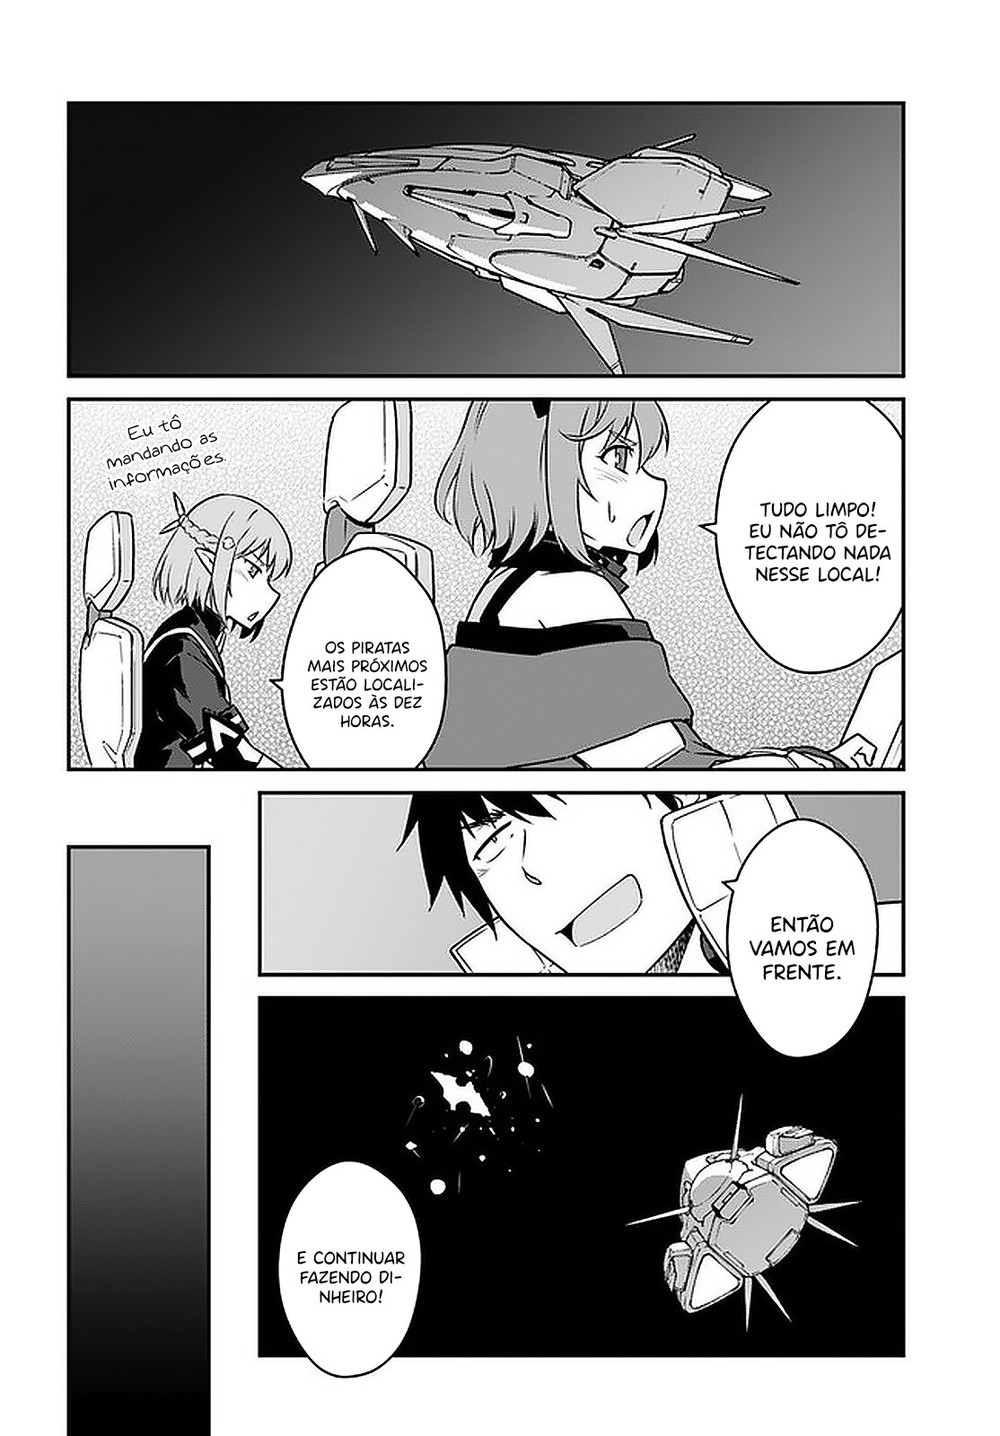 TUDO LIMPO!
EU NÃO TÔ DE-
TECTANDO NADA
NESSE LOCAL!
Eu tô
mandando as
informações.
OS PIRATAS
MAIS PRÓXIMOS
ESTÃO LOCALI-
ZADOS ÀS DEZ
HORAS.
ENTÃO
VAMOS EM
FRENTE.
E CONTINUAR
FAZENDO DI-
NHEIRO!